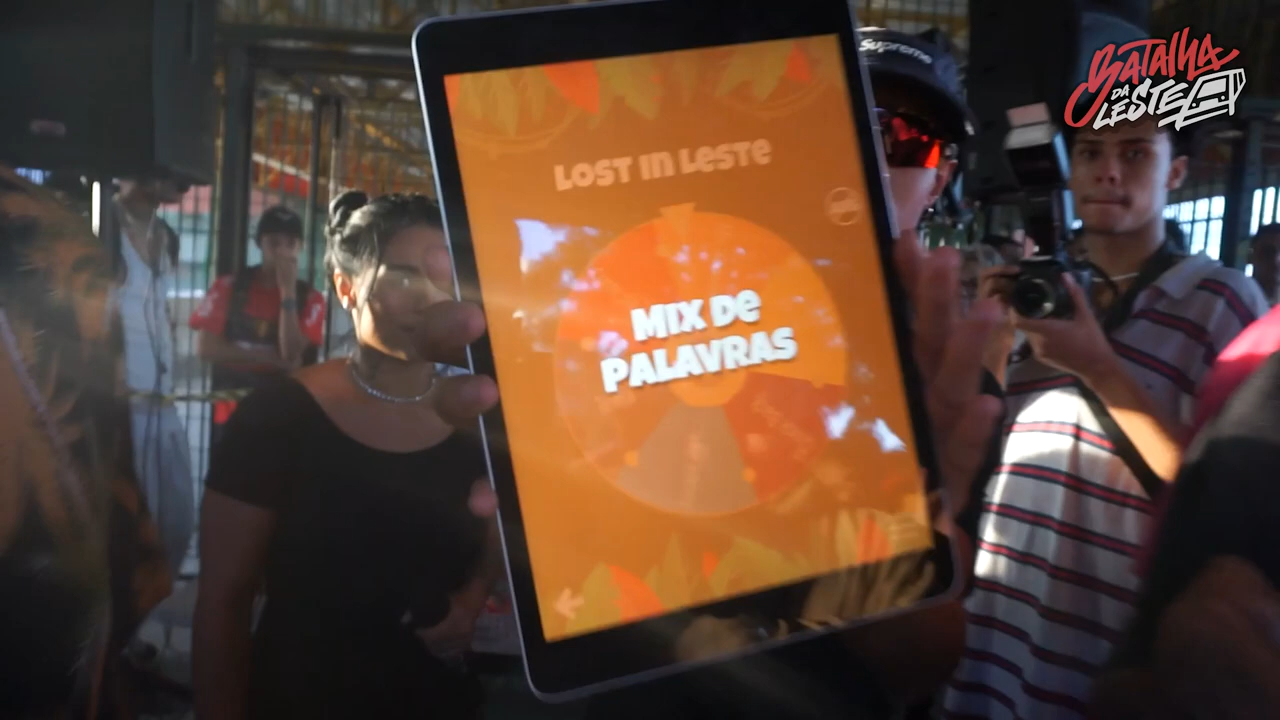 Supreme
BATALHA
DA
LESTE
LOST IN LESTE
MIX DE
PALAVRAS